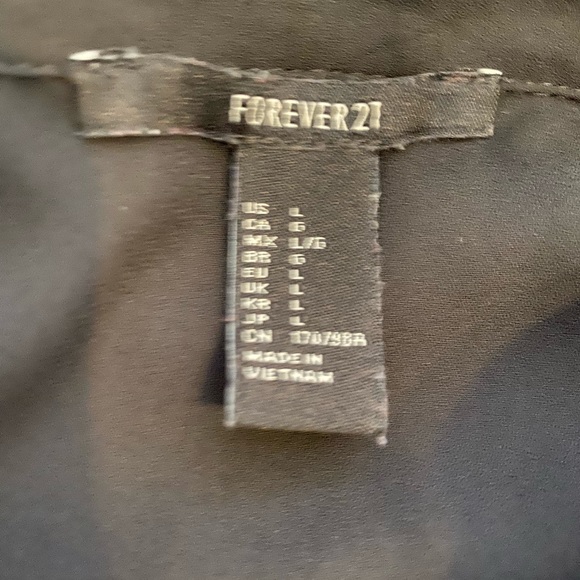 FOREVER 21
US L
CA G
MX L/G
BR G
EU L
UK L
KR L
JP L
CN
MADE IN
VIETNAM